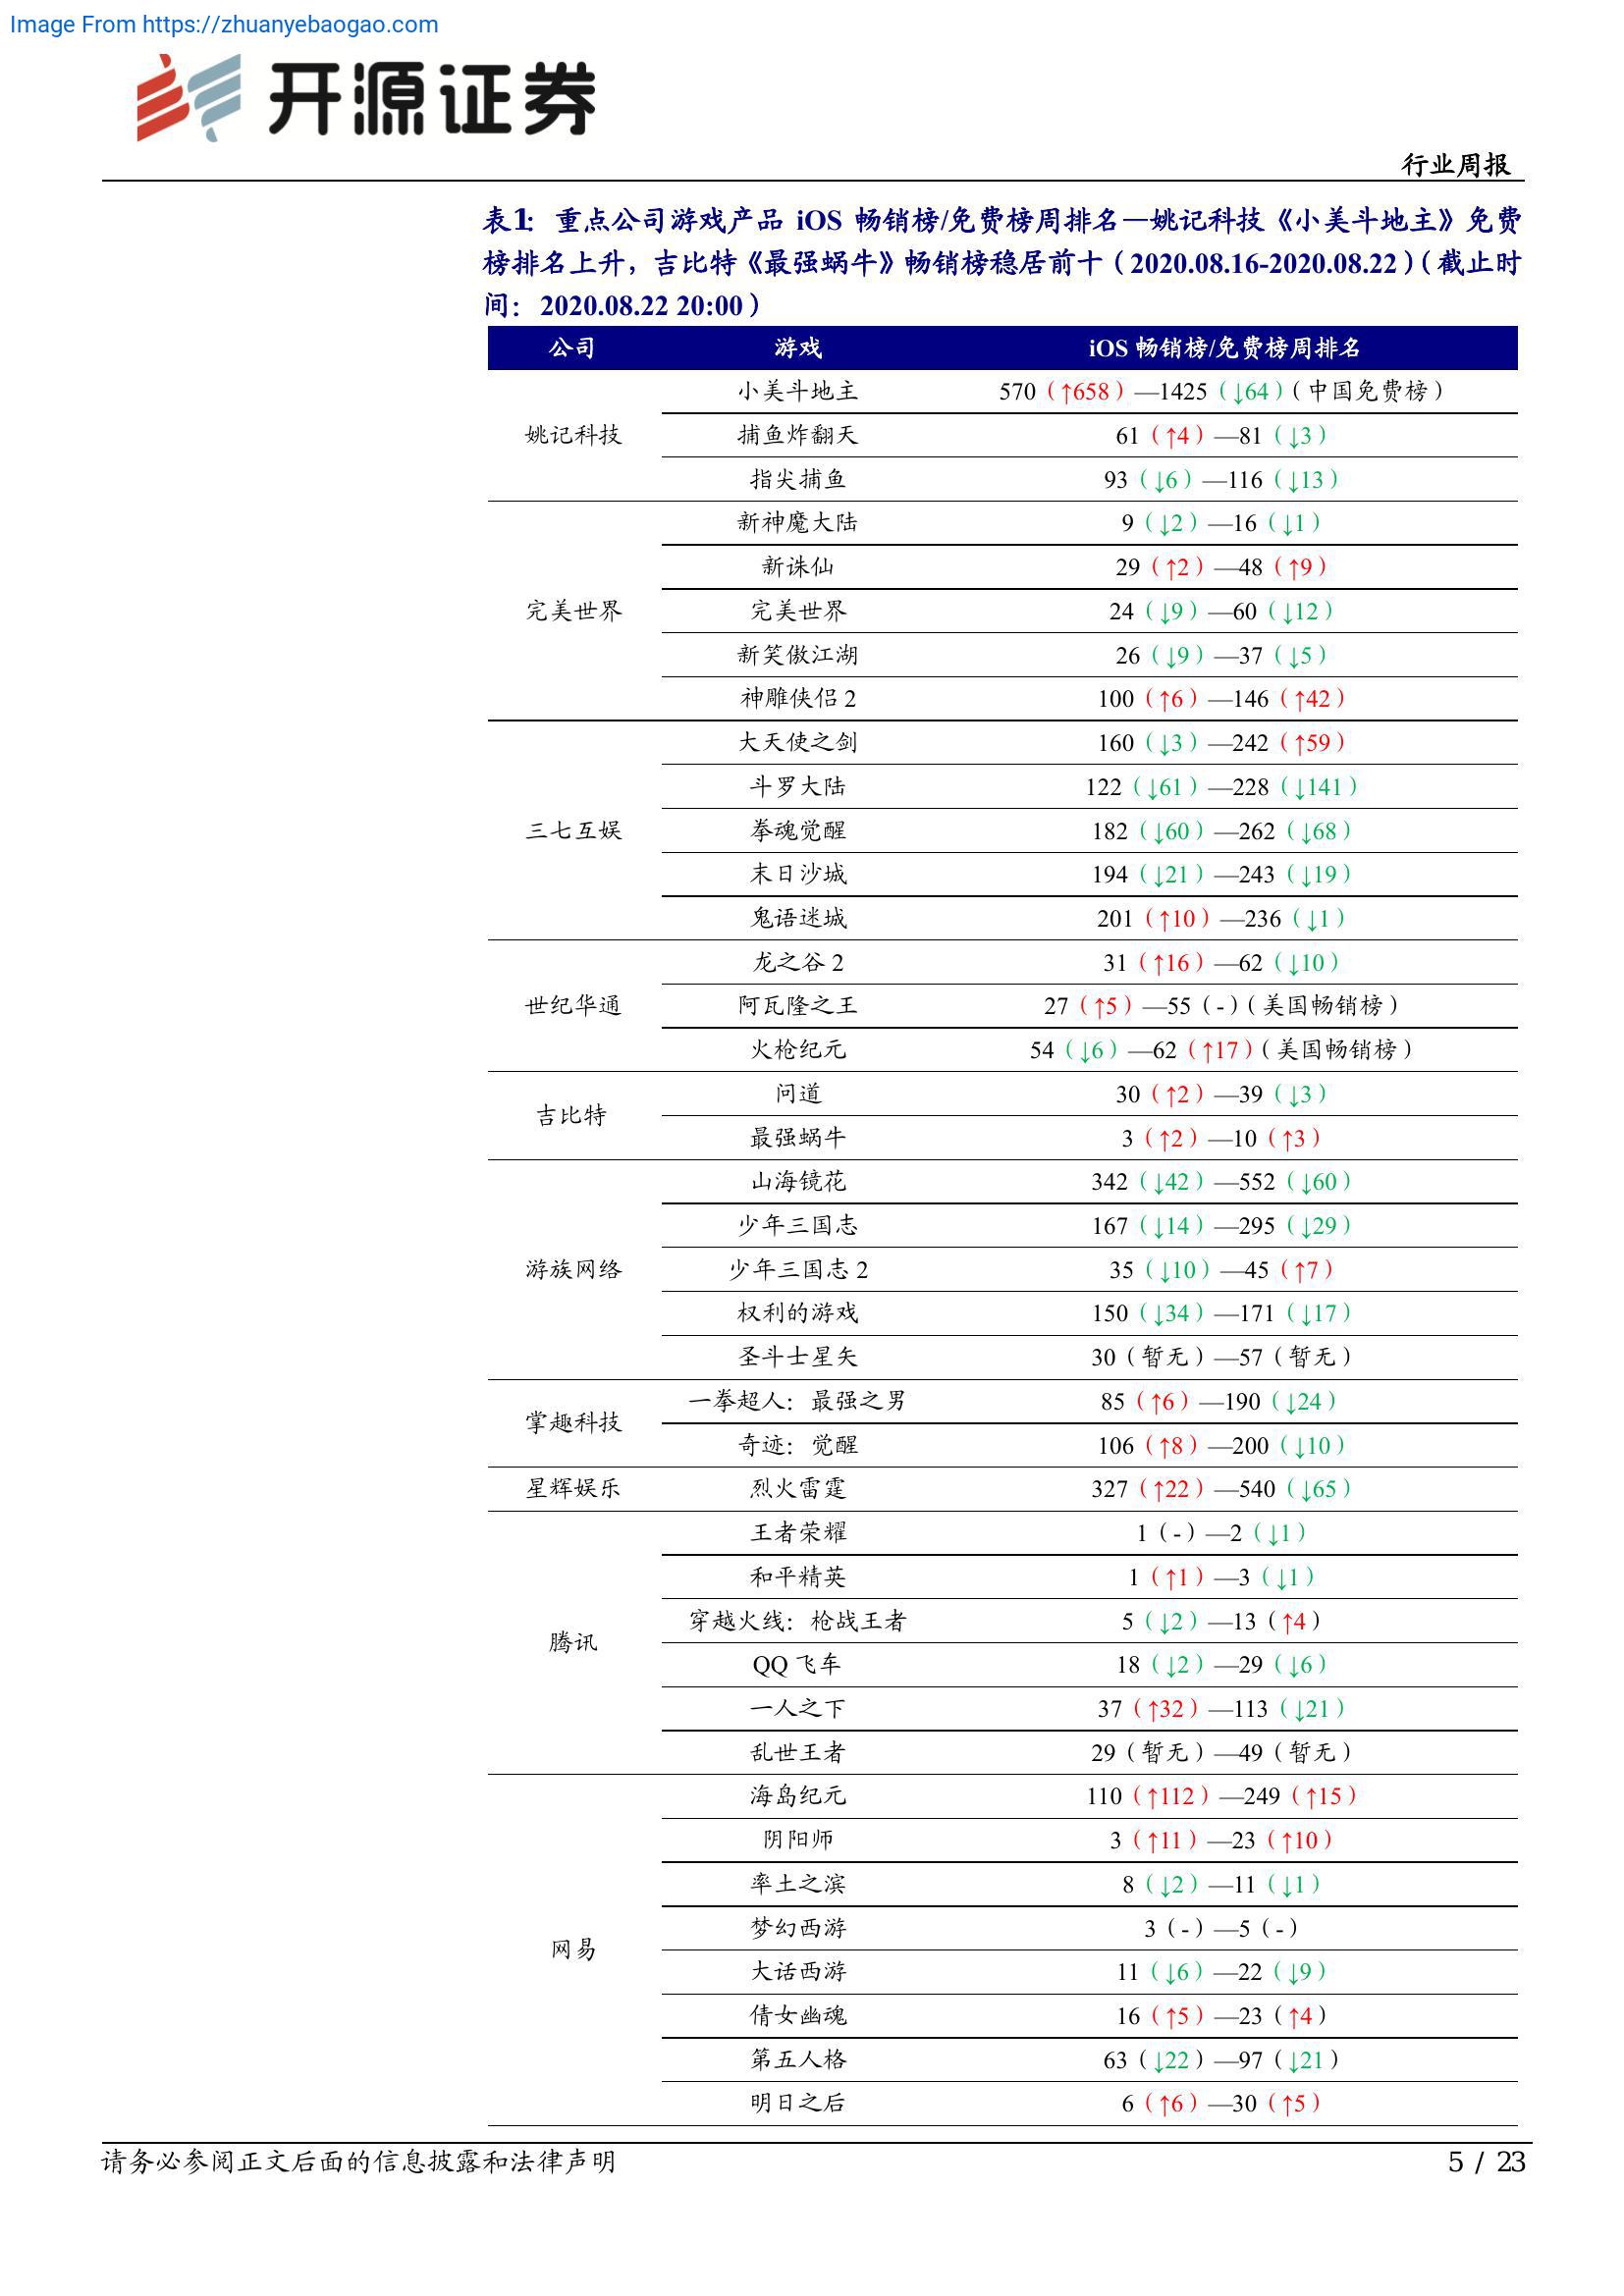 Image From https://zhuanyebaogao.com
开源证券
行业周报
表1: 重点公司游戏产品 iOS 畅销榜/免费榜周排名—姚记科技《小美斗地主》免费
榜排名上升，吉比特《最强蜗牛》畅销榜稳居前十（2020.08.16-2020.08.22）（截止时
间：2020.08.22 20:00）
公司 游戏 iOS 畅销榜/免费榜周排名
姚记科技 小美斗地主 570（↑658）—1425（↓64）（中国免费榜）
捕鱼炸翻天 61（↑4）—81（↓3）
指尖捕鱼 93（↓6）—116（↓13）
完美世界 新神魔大陆 9（↓2）—16（↓1）
新诛仙 29（↑2）—48（↑9）
完美世界 24（↓9）—60（↓12）
新笑傲江湖 26（↓9）—37（↓5）
神雕侠侣 2 100（↑6）—146（↑42）
三七互娱 大天使之剑 160（↓3）—242（↑59）
斗罗大陆 122（↓61）—228（↓141）
拳魂觉醒 182（↓60）—262（↓68）
末日沙城 194（↓21）—243（↓19）
鬼语迷城 201（↑10）—236（↓1）
世纪华通 龙之谷 2 31（↑16）—62（↓10）
阿瓦隆之王 27（↑5）—55（-）（美国畅销榜）
火枪纪元 54（↓6）—62（↑17）（美国畅销榜）
吉比特 问道 30（↑2）—39（↓3）
最强蜗牛 3（↑2）—10（↑3）
游族网络 山海镜花 342（↓42）—552（↓60）
少年三国志 167（↓14）—295（↓29）
少年三国志 2 35（↓10）—45（↑7）
权利的游戏 150（↓34）—171（↓17）
圣斗士星矢 30（暂无）—57（暂无）
掌趣科技 一拳超人：最强之男 85（↑6）—190（↓24）
奇迹：觉醒 106（↑8）—200（↓10）
星辉娱乐 烈火雷霆 327（↑22）—540（↓65）
腾讯 王者荣耀 1（-）—2（↓1）
和平精英 1（↑1）—3（↓1）
穿越火线：枪战王者 5（↓2）—13（↑4）
QQ 飞车 18（↓2）—29（↓6）
一人之下 37（↑32）—113（↓21）
乱世王者 29（暂无）—49（暂无）
网易 海岛纪元 110（↑112）—249（↑15）
阴阳师 3（↑11）—23（↑10）
率土之滨 8（↓2）—11（↓1）
梦幻西游 3（-）—5（-）
大话西游 11（↓6）—22（↓9）
倩女幽魂 16（↑5）—23（↑4）
第五人格 63（↓22）—97（↓21）
明日之后 6（↑6）—30（↑5）
请务必参阅正文后面的信息披露和法律声明 5 / 23